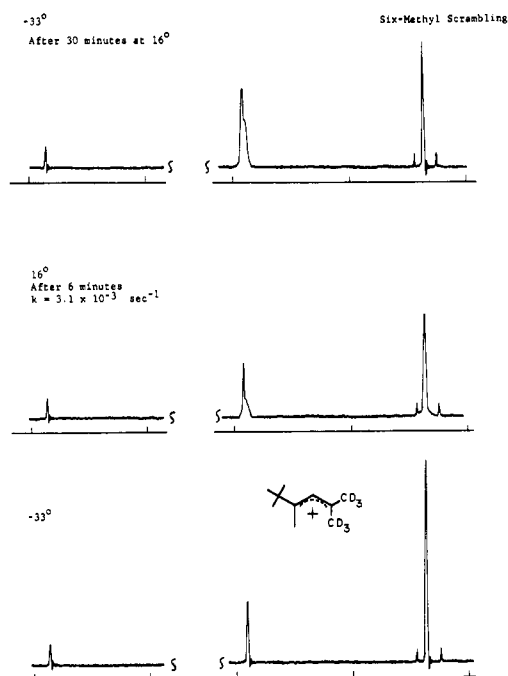 -33°
Six-Methyl Scrambling
After 30 minutes at 16°
S S
16°
After 6 minutes
k = 3.1 x 10⁻³ sec⁻¹
S S
-33°
CD₃
+
CD₃
S S